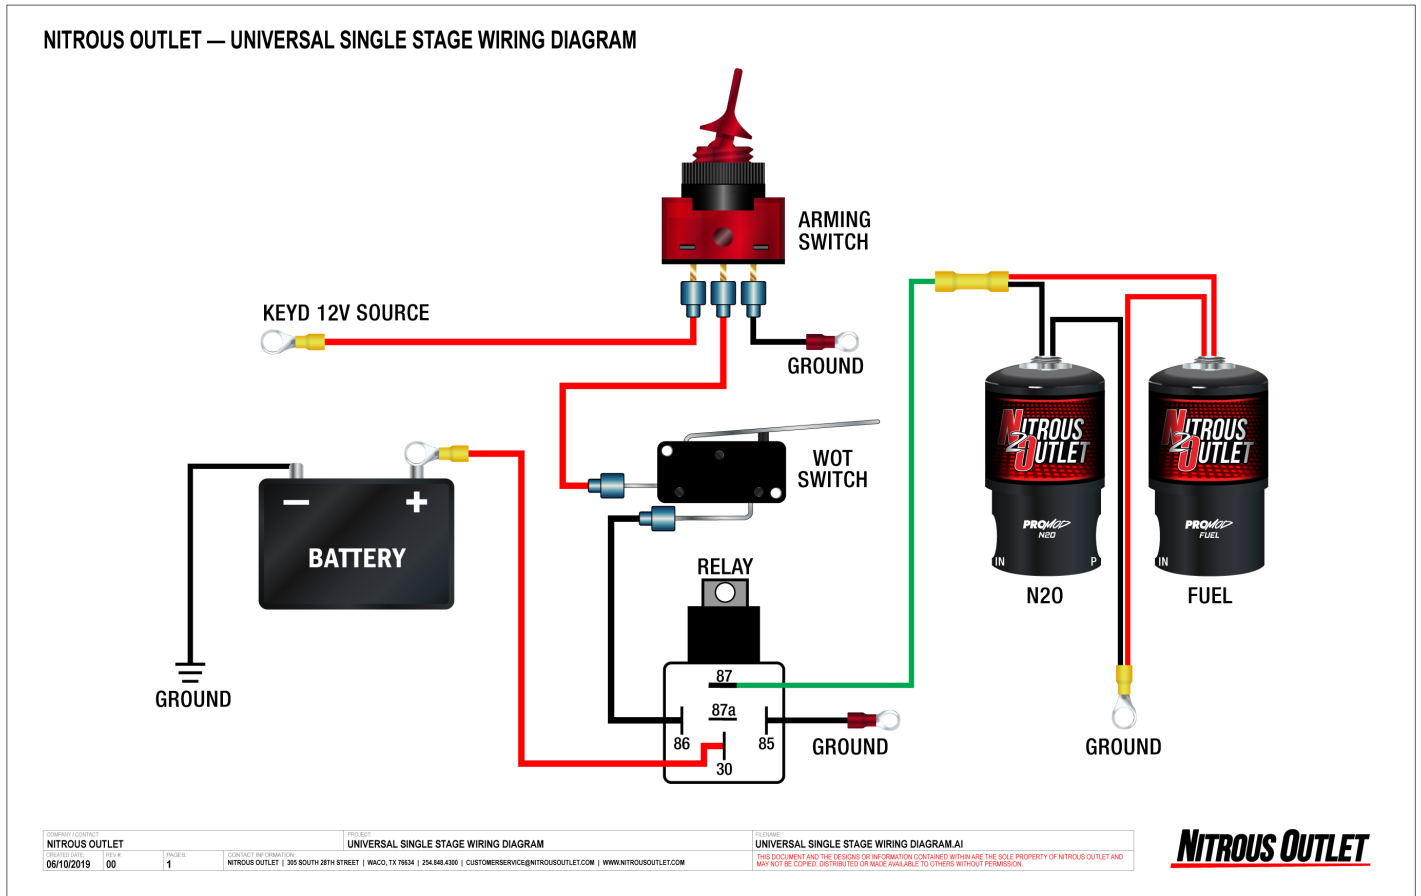 NITROUS OUTLET — UNIVERSAL SINGLE STAGE WIRING DIAGRAM
ARMING
SWITCH
KEYD 12V SOURCE
GROUND
WOT
SWITCH
BATTERY
GROUND
RELAY
87
87a
86
85
30
GROUND
NITROUS
2
OUTLET
PROMOD
N2O
IN
P
N2O
NITROUS
2
OUTLET
PROMOD
FUEL
IN
FUEL
GROUND
COMPANY / CONTACT:
NITROUS OUTLET
PROJECT:
UNIVERSAL SINGLE STAGE WIRING DIAGRAM
FILENAME:
UNIVERSAL SINGLE STAGE WIRING DIAGRAM.AI
CREATED DATE:
06/10/2019
REV #:
00
PAGES:
1
CONTACT INFORMATION:
NITROUS OUTLET | 305 SOUTH 28TH STREET | WACO, TX 76634 | 254.848.4300 | CUSTOMERSERVICE@NITROUSOUTLET.COM | WWW.NITROUSOUTLET.COM
THIS DOCUMENT AND THE DESIGNS OR INFORMATION CONTAINED WITHIN ARE THE SOLE PROPERTY OF NITROUS OUTLET AND
MAY NOT BE COPIED, DISTRIBUTED OR MADE AVAILABLE TO OTHERS WITHOUT PERMISSION.
NITROUS OUTLET